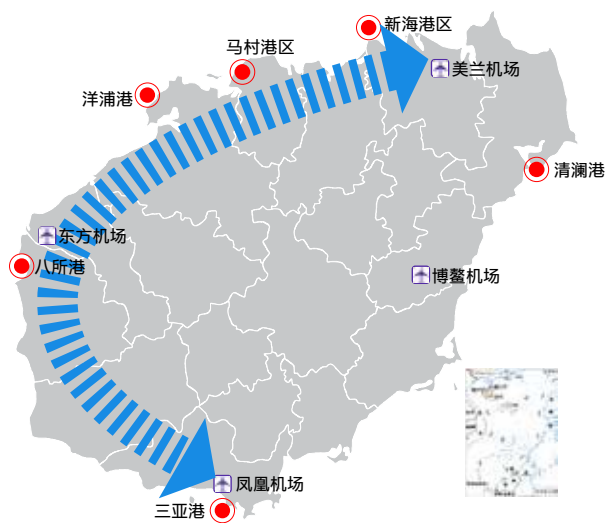 新海港区
马村港区
美兰机场
洋浦港
清澜港
东方机场
八所港
博鳌机场
凤凰机场
三亚港